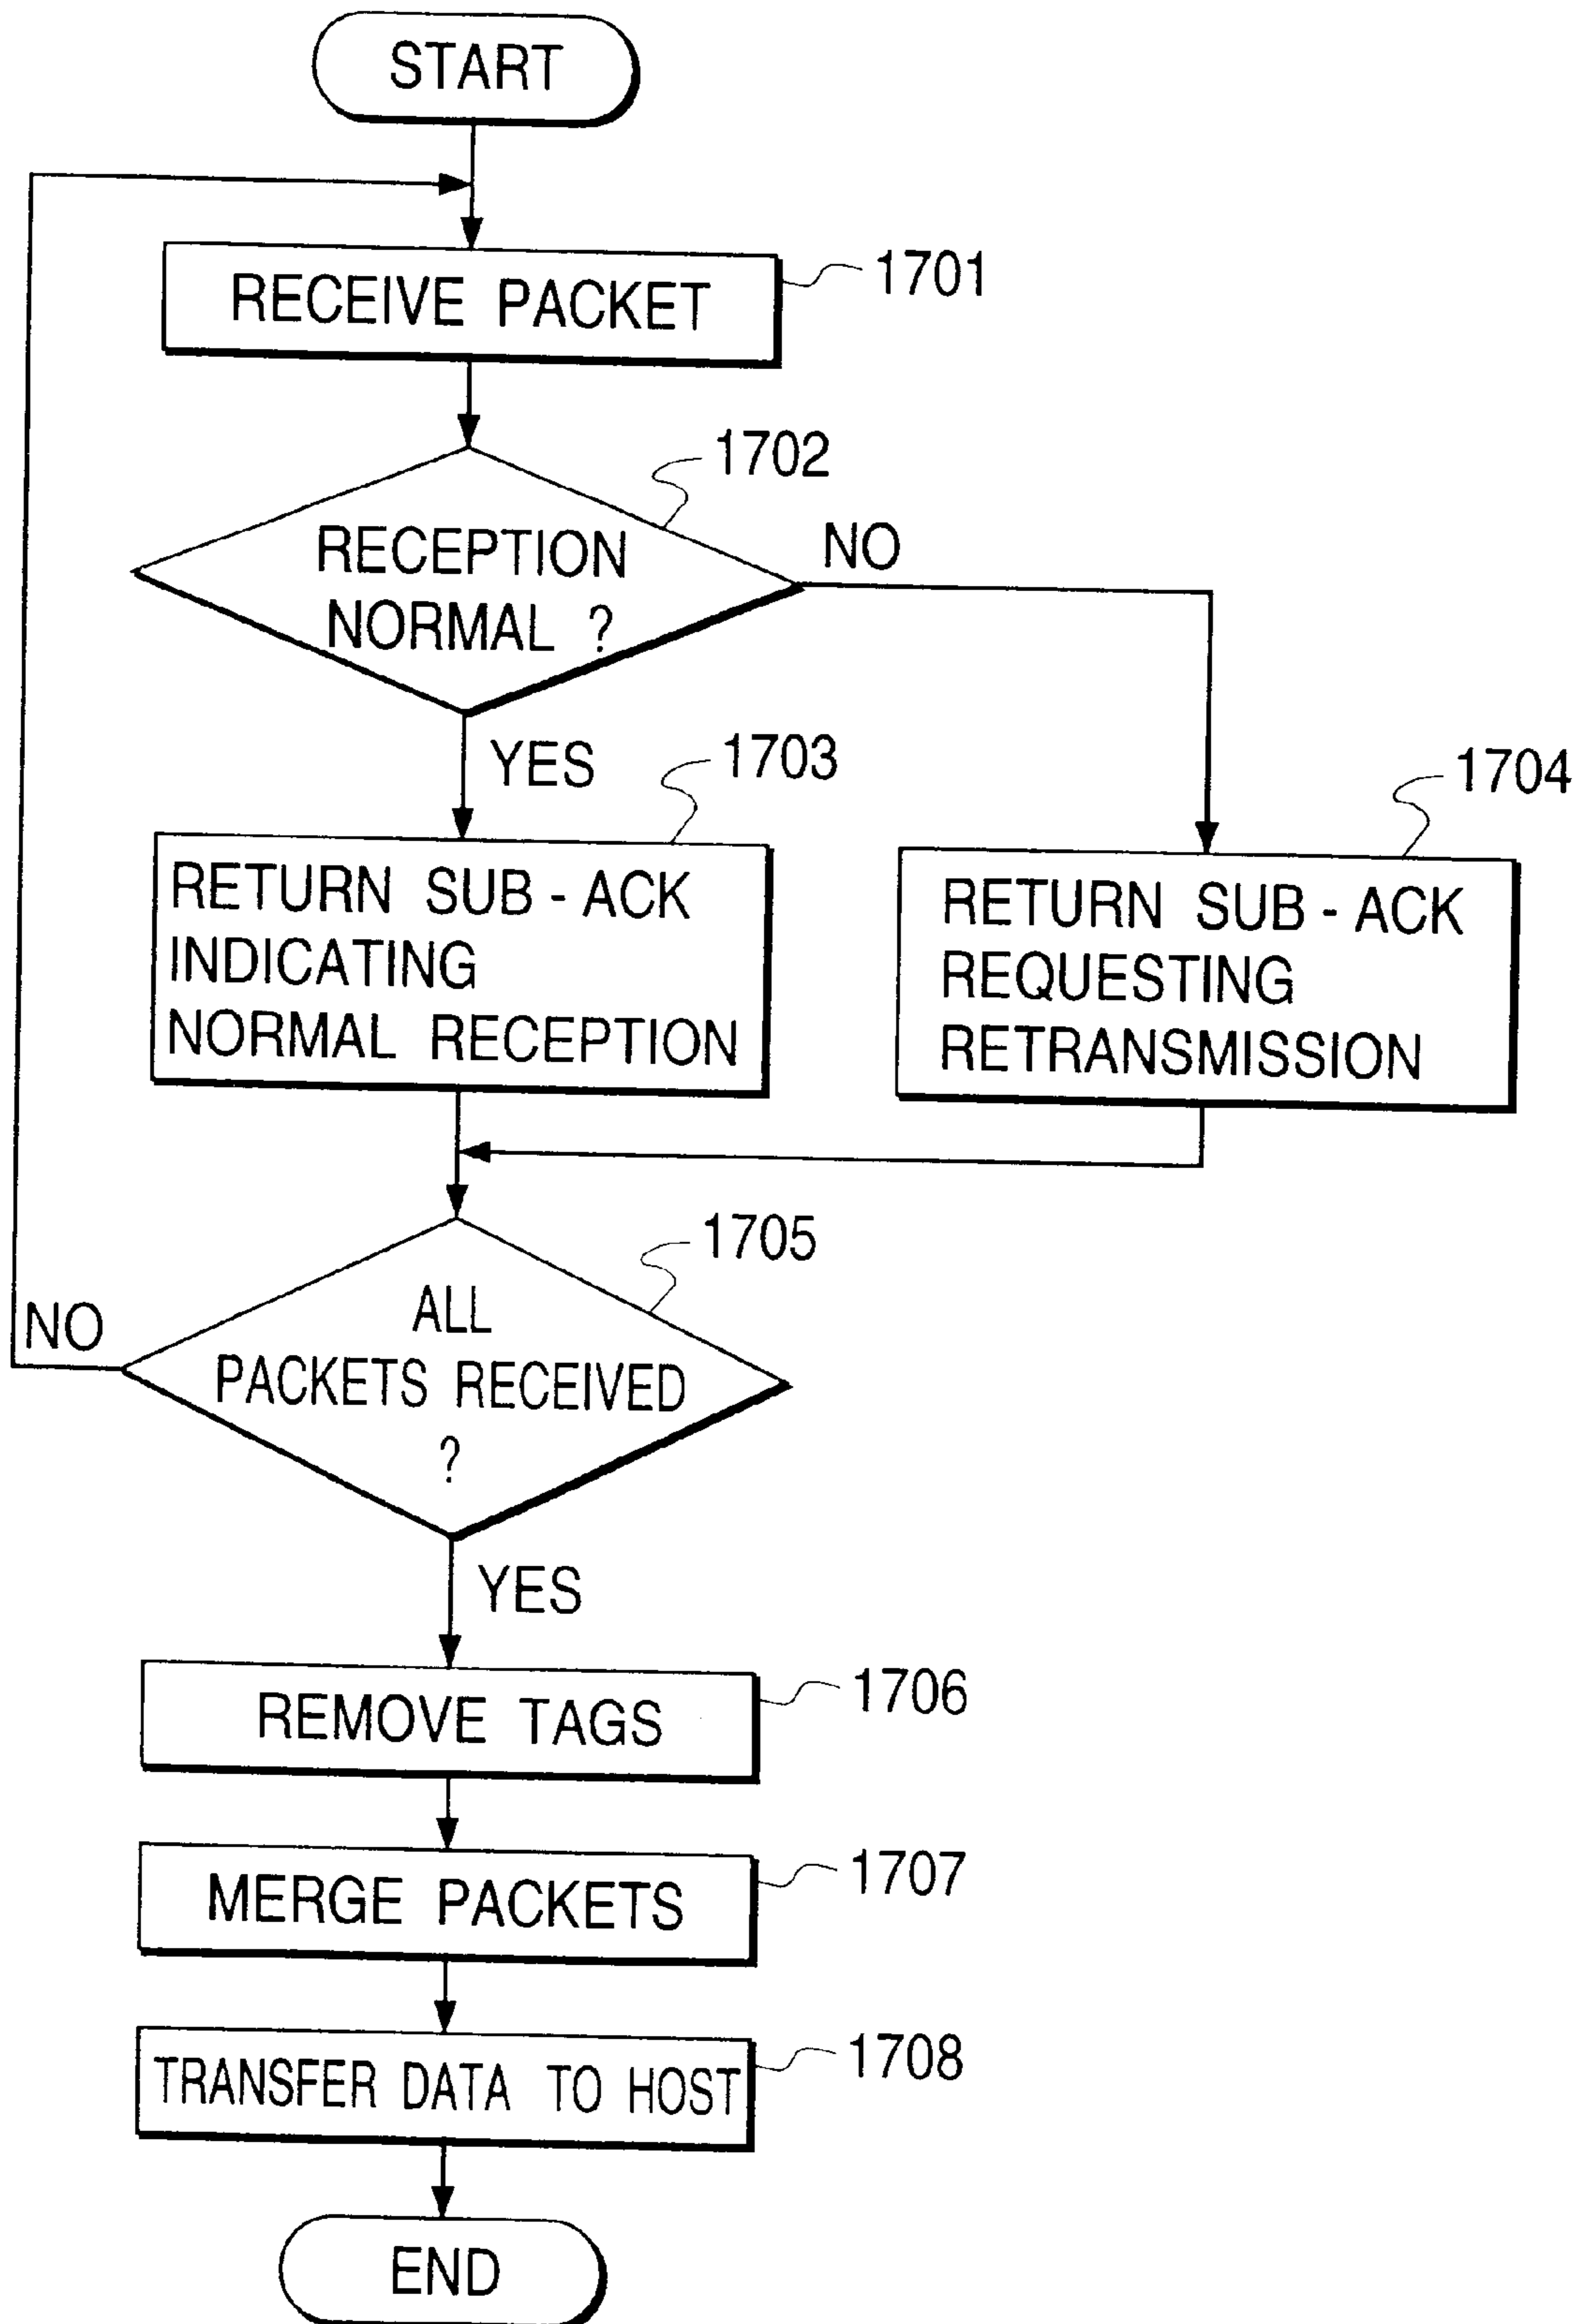 START
RECEIVE PACKET
1701
1702
RECEPTION
NORMAL ?
NO
YES
1703
RETURN SUB - ACK
INDICATING
NORMAL RECEPTION
1704
RETURN SUB - ACK
REQUESTING
RETRANSMISSION
1705
ALL
PACKETS RECEIVED
?
NO
YES
REMOVE TAGS
1706
MERGE PACKETS
1707
TRANSFER DATA TO HOST
1708
END